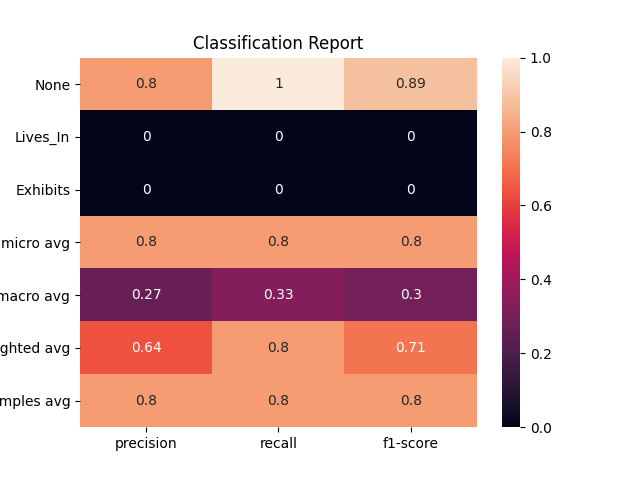 Classification Report
None 0.8 1 0.89
Lives_In 0 0 0
Exhibits 0 0 0
micro avg 0.8 0.8 0.8
macro avg 0.27 0.33 0.3
ghted avg 0.64 0.8 0.71
mples avg 0.8 0.8 0.8
precision recall f1-score
1.0
0.8
0.6
0.4
0.2
0.0